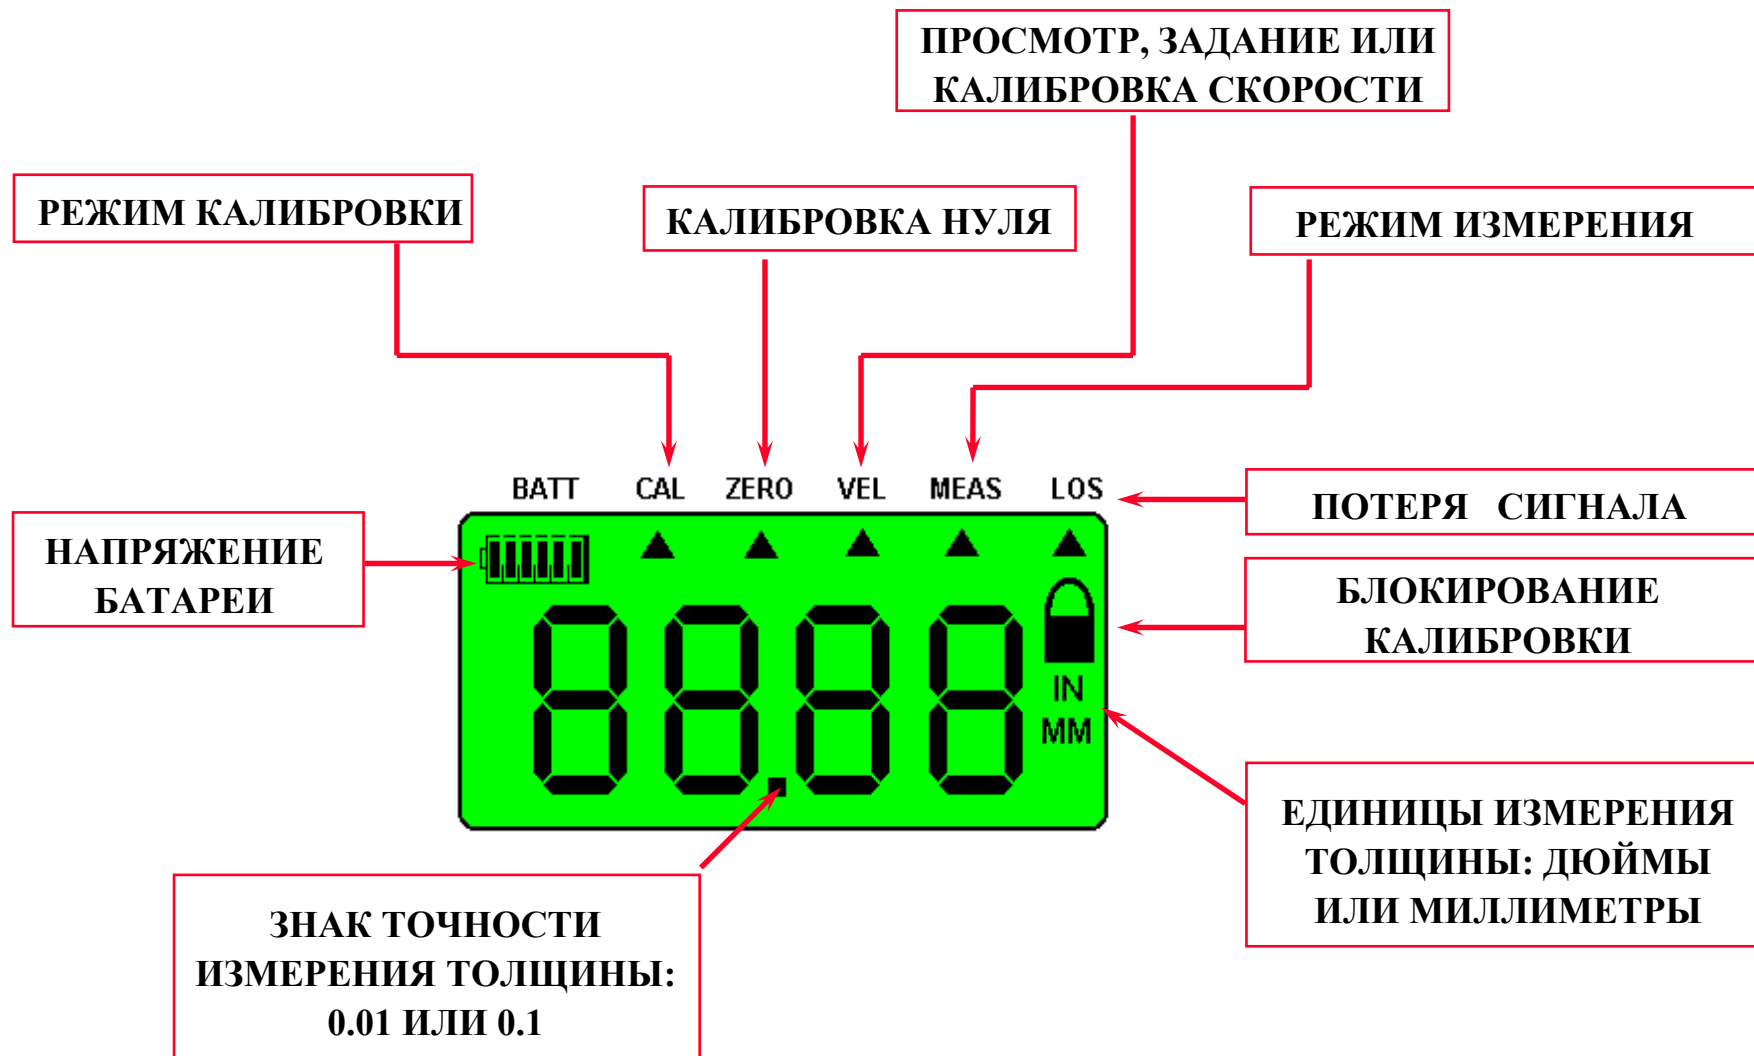 ПРОСМОТР, ЗАДАНИЕ ИЛИ
КАЛИБРОВКА СКОРОСТИ
РЕЖИМ КАЛИБРОВКИ
КАЛИБРОВКА НУЛЯ
РЕЖИМ ИЗМЕРЕНИЯ
BATT CAL ZERO VEL MEAS LOS
ПОТЕРЯ СИГНАЛА
НАПРЯЖЕНИЕ
БАТАРЕИ
БЛОКИРОВАНИЕ
КАЛИБРОВКИ
8888
IN
MM
ЕДИНИЦЫ ИЗМЕРЕНИЯ
ТОЛЩИНЫ: ДЮЙМЫ
ИЛИ МИЛЛИМЕТРЫ
ЗНАК ТОЧНОСТИ
ИЗМЕРЕНИЯ ТОЛЩИНЫ:
0.01 ИЛИ 0.1